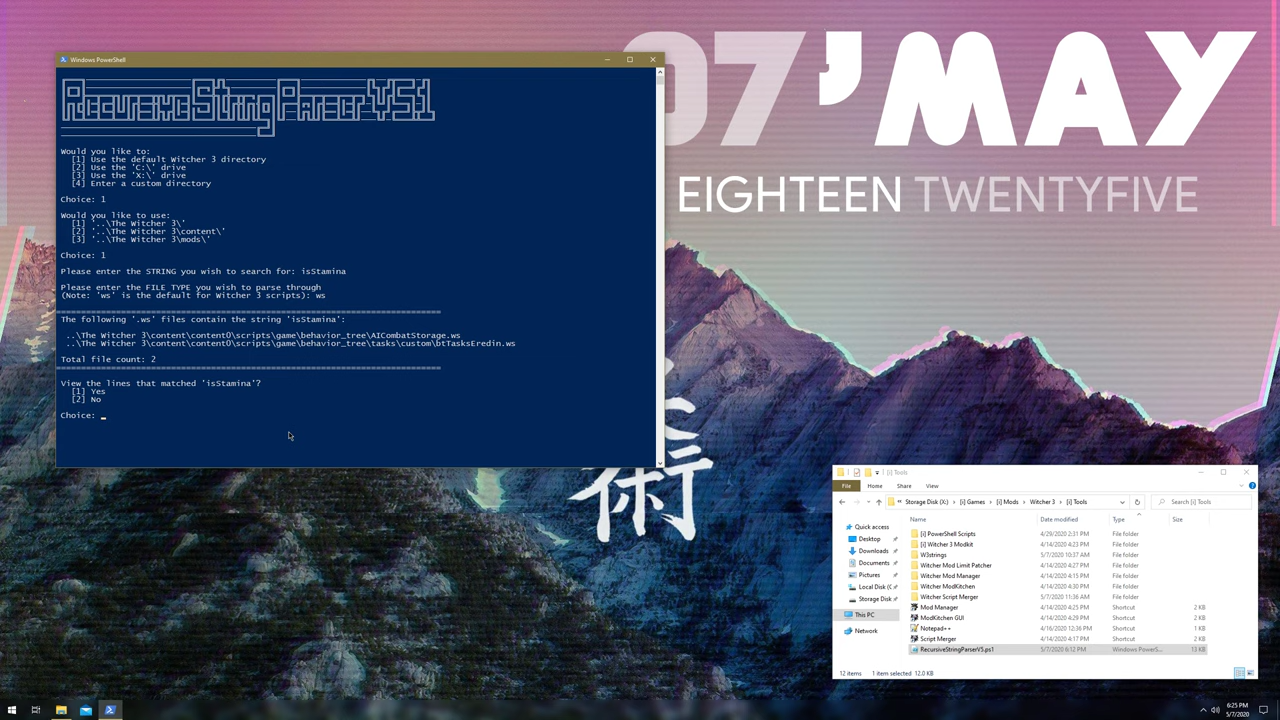 07'MAY
EIGHTEEN TWENTYFIVE
術
Windows PowerShell
RecursiveStringParserV5.1
Would you like to:
[1] Use the default Witcher 3 directory
[2] Use the 'C:\' drive
[3] Use the 'X:\' drive
[4] Enter a custom directory
Choice: 1
Would you like to use:
[1] '..\The Witcher 3\'
[2] '..\The Witcher 3\content\'
[3] '..\The Witcher 3\mods\'
Choice: 1
Please enter the STRING you wish to search for: isStamina
Please enter the FILE TYPE you wish to parse through
(Note: 'ws' is the default for Witcher 3 scripts): ws
============================================================
The following '.ws' files contain the string 'isStamina':
..\The Witcher 3\content\content0\scripts\game\behavior_tree\AICombatStorage.ws
..\The Witcher 3\content\content0\scripts\game\behavior_tree\tasks\custom\btTasksEredin.ws
Total file count: 2
============================================================
View the lines that matched 'isStamina'?
[1] Yes
[2] No
Choice: _
[i] Tools
File Home Share View
« Storage Disk (X:) › [i] Games › [i] Mods › Witcher 3 › [i] Tools
Search [i] Tools
Quick access
Desktop
Downloads
Documents
Pictures
Local Disk (C
Storage Disk
This PC
Network
Name Date modified Type Size
[i] PowerShell Scripts 4/29/2020 2:31 PM File folder
[i] Witcher 3 Modkit 4/14/2020 4:23 PM File folder
W3strings 5/7/2020 10:37 AM File folder
Witcher Mod Limit Patcher 4/14/2020 4:27 PM File folder
Witcher Mod Manager 4/14/2020 4:15 PM File folder
Witcher ModKitchen 4/14/2020 4:30 PM File folder
Witcher Script Merger 5/7/2020 11:36 AM File folder
Mod Manager 4/14/2020 4:25 PM Shortcut 2 KB
ModKitchen GUI 4/14/2020 4:29 PM Shortcut 2 KB
Notepad++ 4/16/2020 12:36 PM Shortcut 1 KB
Script Merger 4/14/2020 4:17 PM Shortcut 2 KB
RecursiveStringParserV5.ps1 5/7/2020 6:12 PM Windows PowerS... 13 KB
12 items 1 item selected 12.0 KB
6:25 PM
5/7/2020